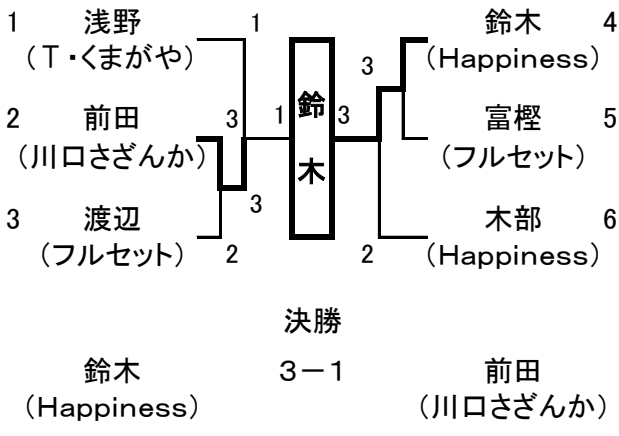 1 浅野 1 鈴木 4
（T・くまがや） 3 （Happiness）
2 前田 3 1 鈴木 3 富樫 5
（川口さざんか） （フルセット）
3 渡辺 3 木部 6
（フルセット） 2 2 （Happiness）
決勝
鈴木 3－1 前田
（Happiness） （川口さざんか）